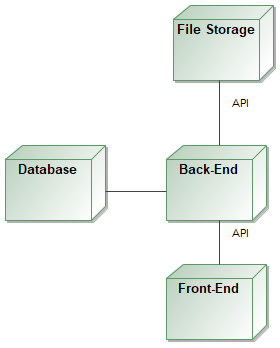 File Storage
API
Database
Back-End
API
Front-End